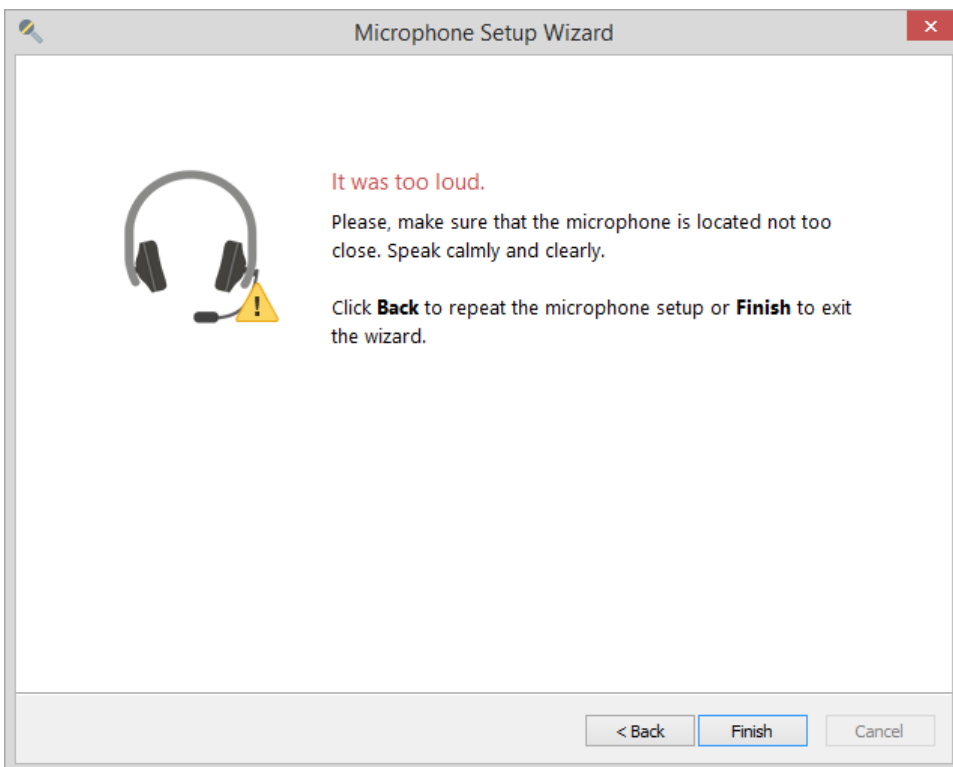 Microphone Setup Wizard
It was too loud.
Please, make sure that the microphone is located not too
close. Speak calmly and clearly.
Click Back to repeat the microphone setup or Finish to exit
the wizard.
< Back
Finish
Cancel